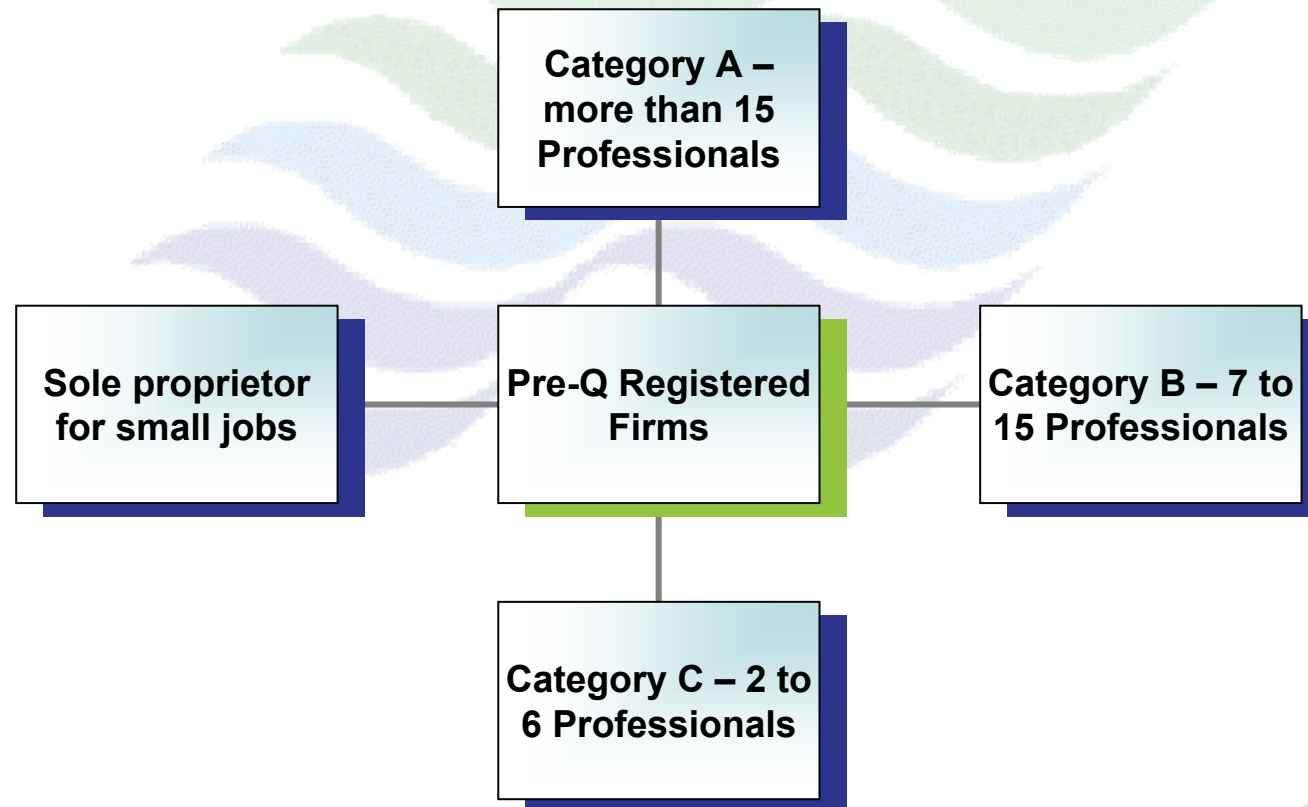 Category A –
more than 15
Professionals
Sole proprietor
for small jobs
Pre-Q Registered
Firms
Category B – 7 to
15 Professionals
Category C – 2 to
6 Professionals